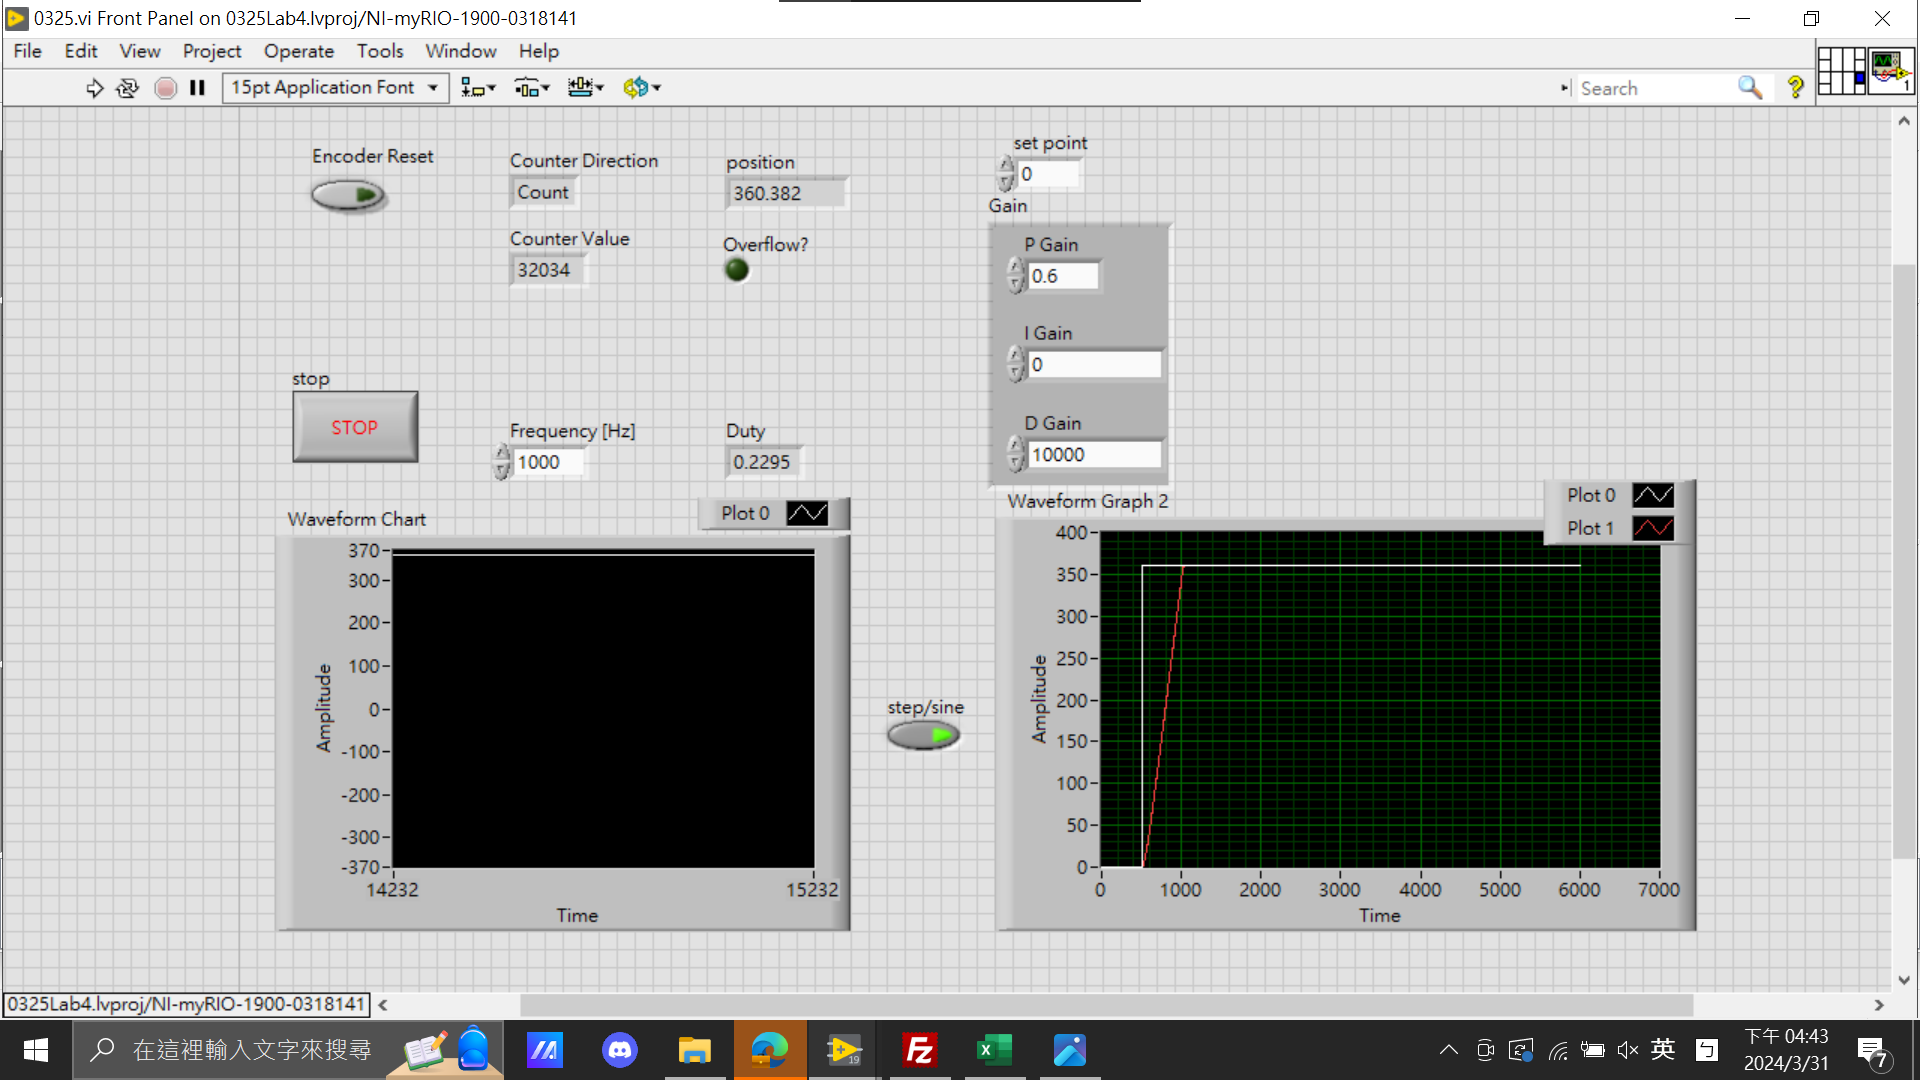 0325.vi Front Panel on 0325Lab4.lvproj/NI-myRIO-1900-0318141
File Edit View Project Operate Tools Window Help
15pt Application Font
Search
1
Encoder Reset
Counter Direction
Count
position
360.382
set point
0
Gain
Counter Value
32034
Overflow?
P Gain
0.6
I Gain
0
D Gain
10000
stop
STOP
Frequency [Hz]
1000
Duty
0.2295
Waveform Chart
Plot 0
370
300
200
100
0
-100
-200
-300
-370
Amplitude
14232 15232
Time
step/sine
Waveform Graph 2
Plot 0
Plot 1
400
350
300
250
200
150
100
50
0
Amplitude
0 1000 2000 3000 4000 5000 6000 7000
Time
0325Lab4.lvproj/NI-myRIO-1900-0318141
在這裡輸入文字來搜尋
19
英
ㄅ
下午 04:43
2024/3/31
7